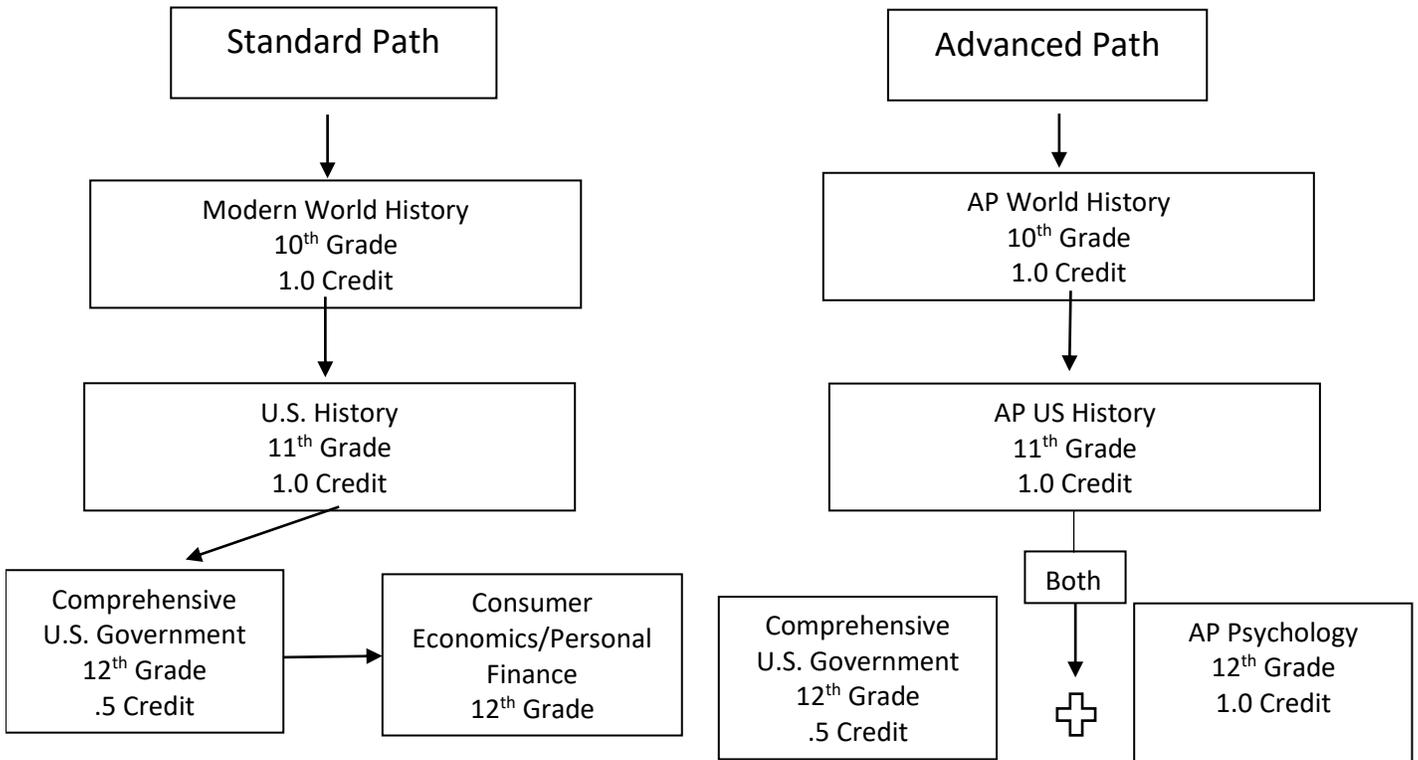 Standard Path
Modern World History
10th Grade
1.0 Credit
U.S. History
11th Grade
1.0 Credit
Comprehensive
U.S. Government
12th Grade
.5 Credit
Consumer
Economics/Personal
Finance
12th Grade
Advanced Path
AP World History
10th Grade
1.0 Credit
AP US History
11th Grade
1.0 Credit
Both
Comprehensive
U.S. Government
12th Grade
.5 Credit
AP Psychology
12th Grade
1.0 Credit